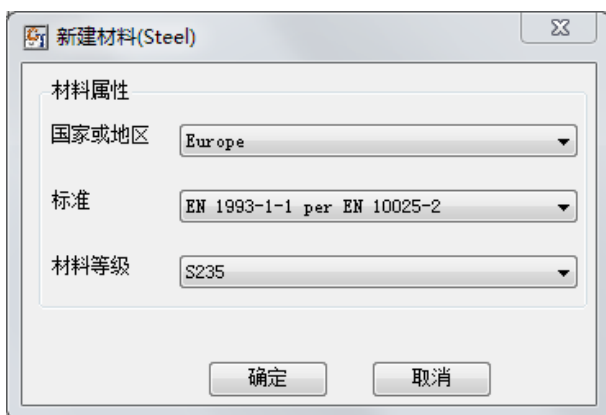 新建材料(Steel)
材料属性
国家或地区
Europe
标准
EN 1993-1-1 per EN 10025-2
材料等级
S235
确定
取消